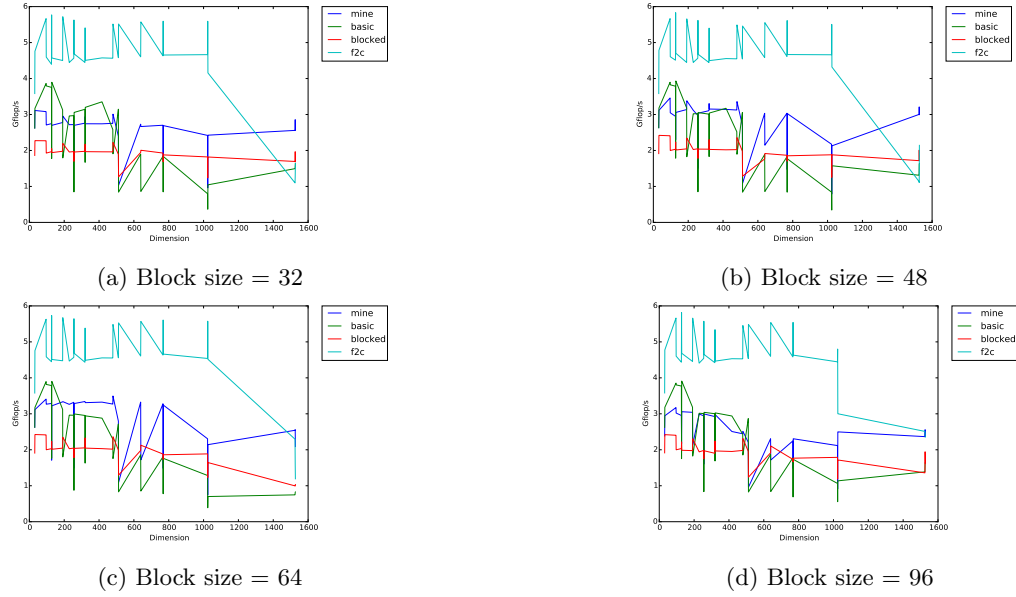 6
5
4
3
2
1
0
Gflop/s
0 200 400 600 800 1000 1200 1400 1600
Dimension
mine
basic
blocked
f2c
(a) Block size = 32
6
5
4
3
2
1
0
Gflop/s
0 200 400 600 800 1000 1200 1400 1600
Dimension
mine
basic
blocked
f2c
(b) Block size = 48
6
5
4
3
2
1
0
Gflop/s
0 200 400 600 800 1000 1200 1400 1600
Dimension
mine
basic
blocked
f2c
(c) Block size = 64
6
5
4
3
2
1
0
Gflop/s
0 200 400 600 800 1000 1200 1400 1600
Dimension
mine
basic
blocked
f2c
(d) Block size = 96